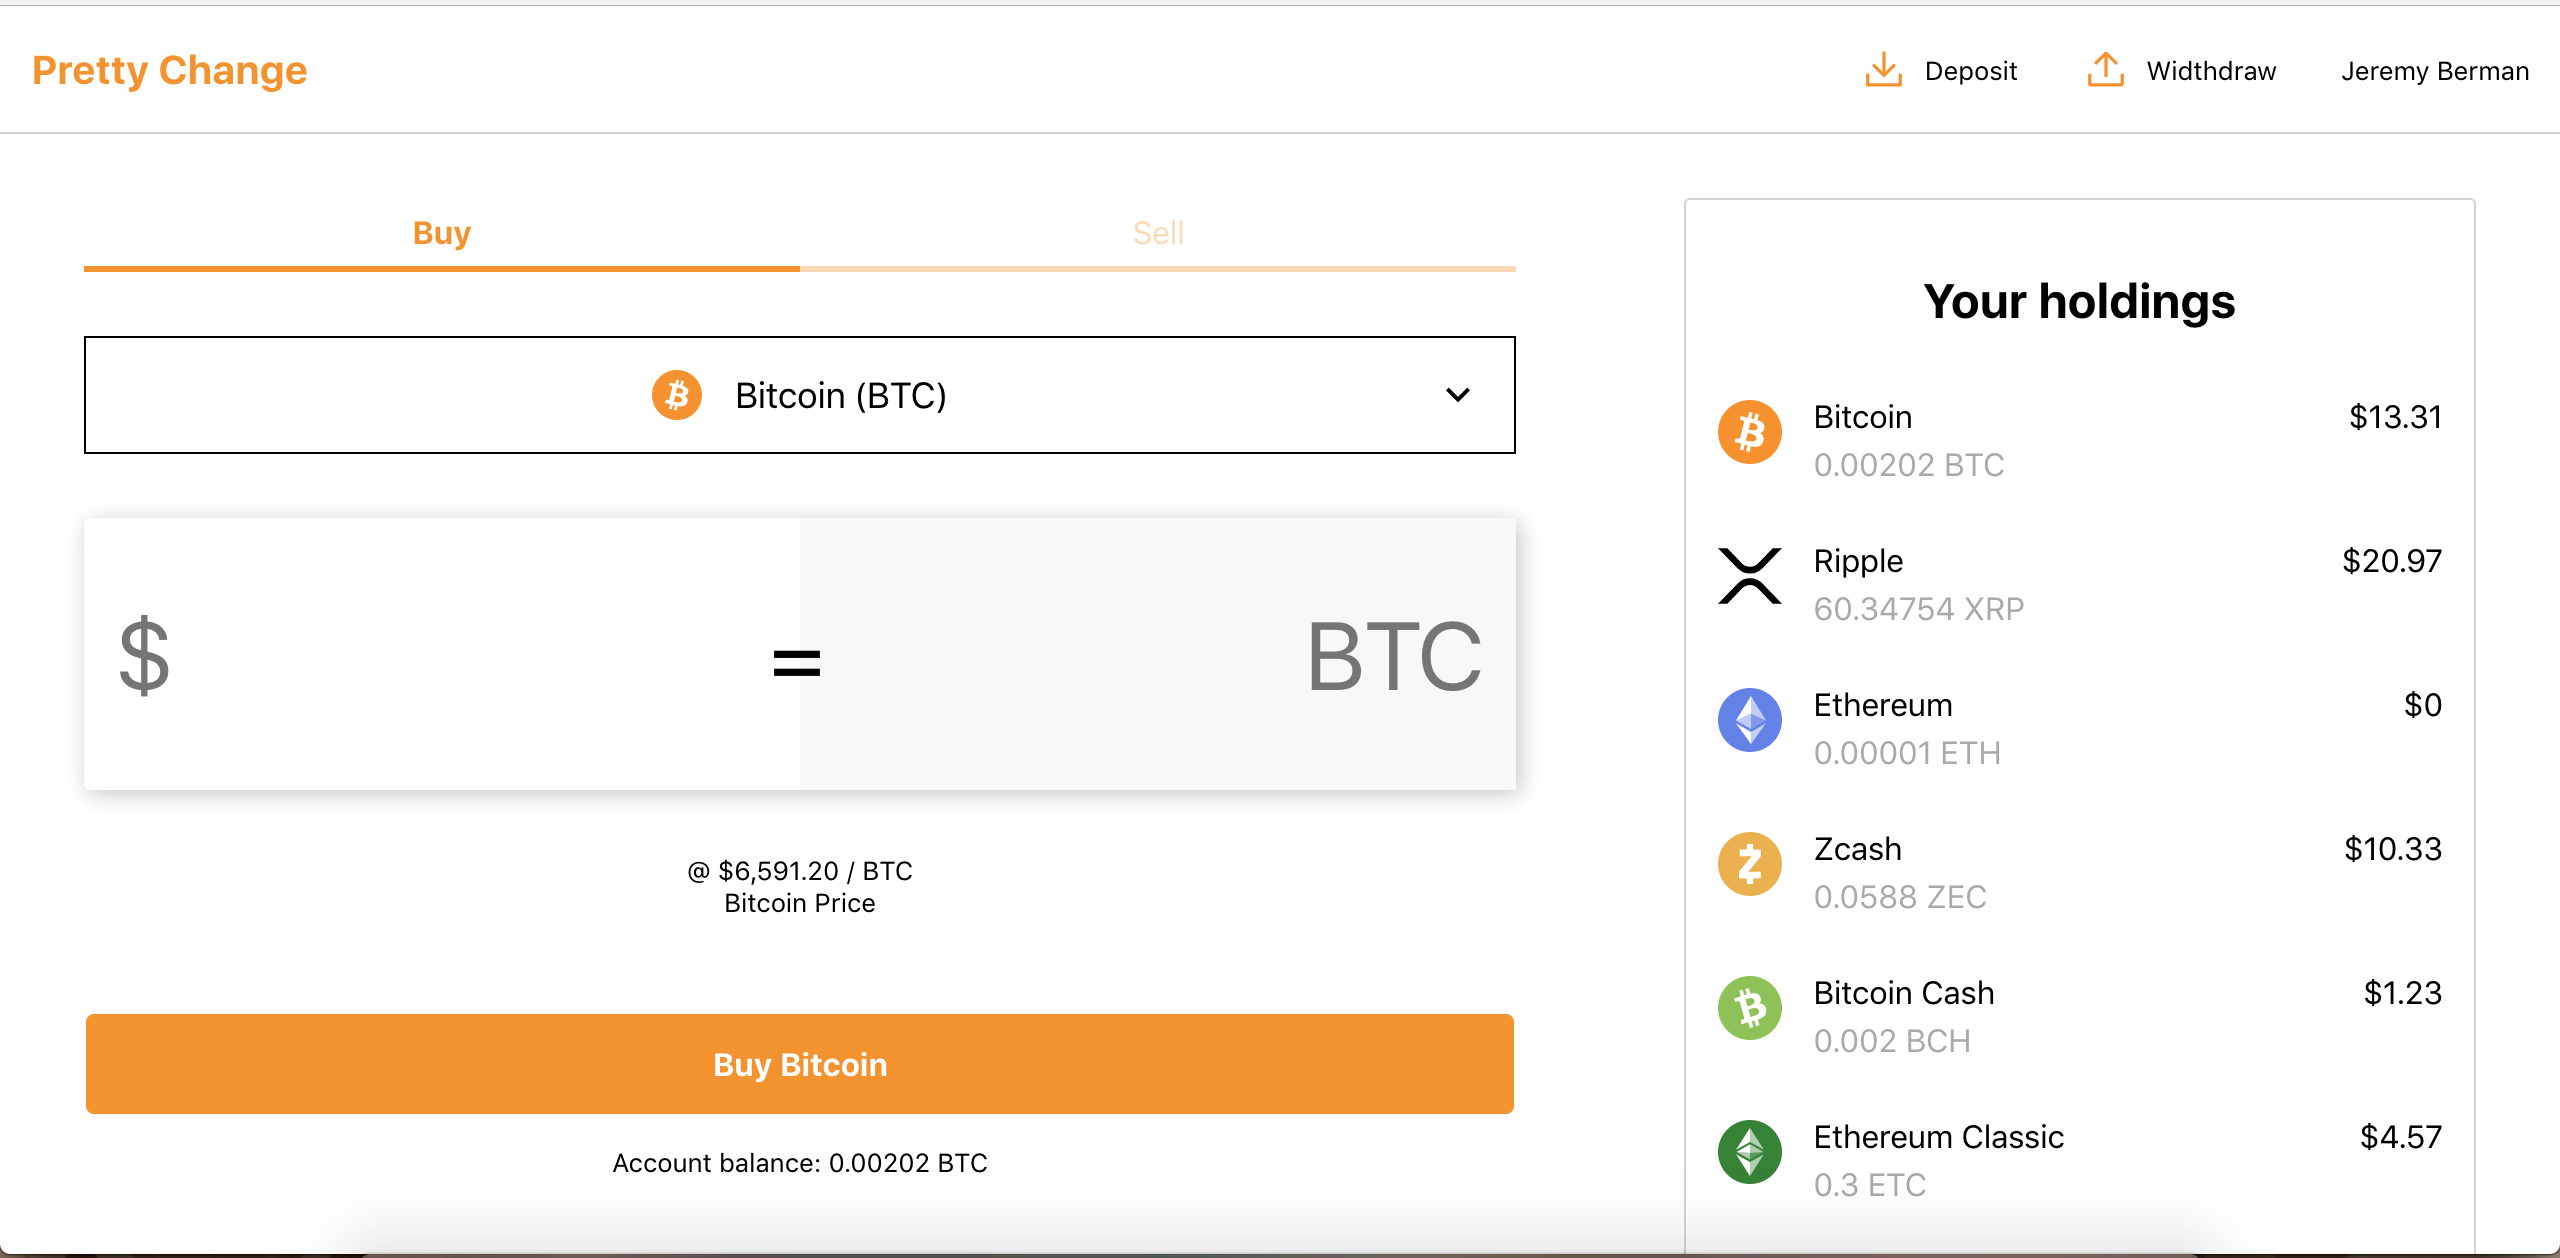 Pretty Change
Deposit
Widthdraw
Jeremy Berman
Buy
Sell
Bitcoin (BTC)
$ = BTC
@ $6,591.20 / BTC
Bitcoin Price
Buy Bitcoin
Account balance: 0.00202 BTC
Your holdings
Bitcoin $13.31
0.00202 BTC
Ripple $20.97
60.34754 XRP
Ethereum $0
0.00001 ETH
Zcash $10.33
0.0588 ZEC
Bitcoin Cash $1.23
0.002 BCH
Ethereum Classic $4.57
0.3 ETC